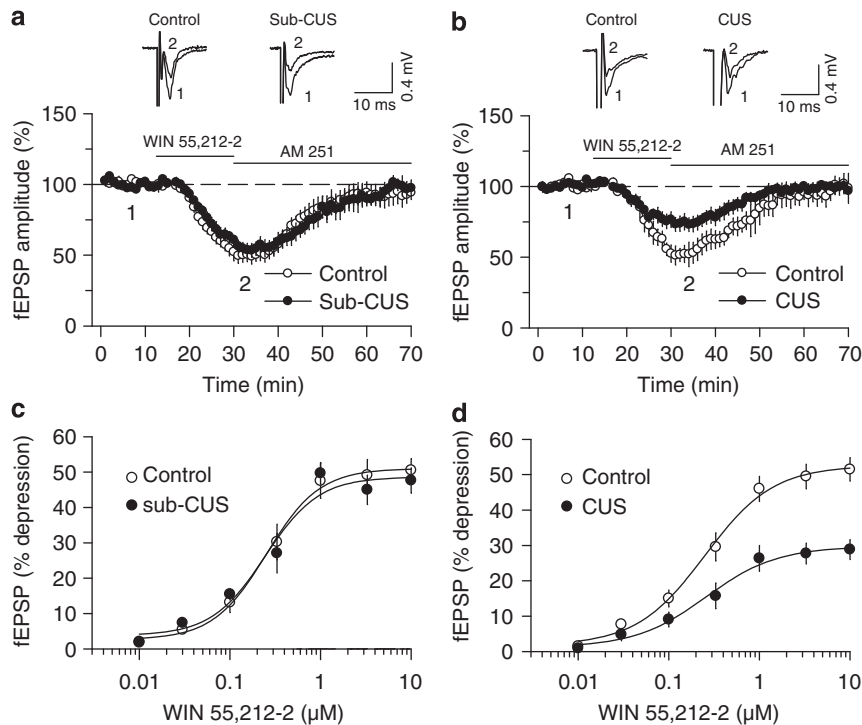 a
Control
Sub-CUS
2
1
2
1
10 ms
0.4 mV
150
100
50
25
0
fEPSP amplitude (%)
WIN 55,212-2
AM 251
1
2
Control
Sub-CUS
0 10 20 30 40 50 60 70
Time (min)
b
Control
CUS
2
1
2
1
10 ms
0.4 mV
150
100
50
25
0
fEPSP amplitude (%)
WIN 55,212-2
AM 251
1
2
Control
CUS
0 10 20 30 40 50 60 70
Time (min)
c
60
50
40
30
20
10
0
fEPSP (% depression)
Control
sub-CUS
0.01 0.1 1 10
WIN 55,212-2 (μM)
d
60
50
40
30
20
10
0
fEPSP (% depression)
Control
CUS
0.01 0.1 1 10
WIN 55,212-2 (μM)